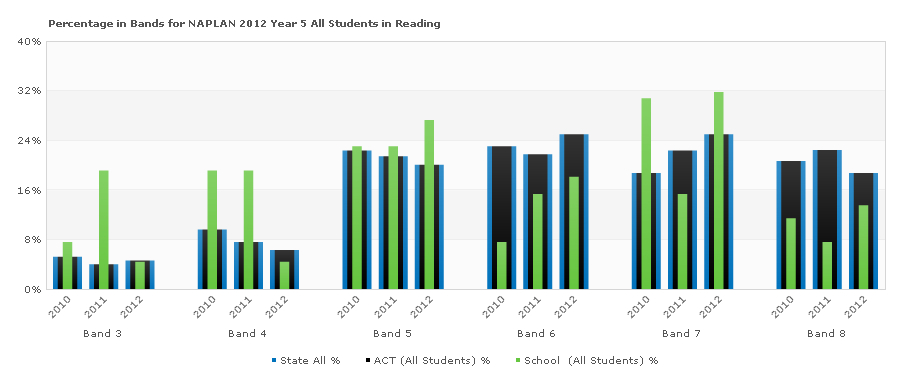 Percentage in Bands for NAPLAN 2012 Year 5 All Students in Reading
40%
32%
24%
16%
8%
0%
2010 2011 2012 2010 2011 2012 2010 2011 2012 2010 2011 2012 2010 2011 2012 2010 2011 2012
Band 3 Band 4 Band 5 Band 6 Band 7 Band 8
State All % ACT (All Students) % School (All Students) %